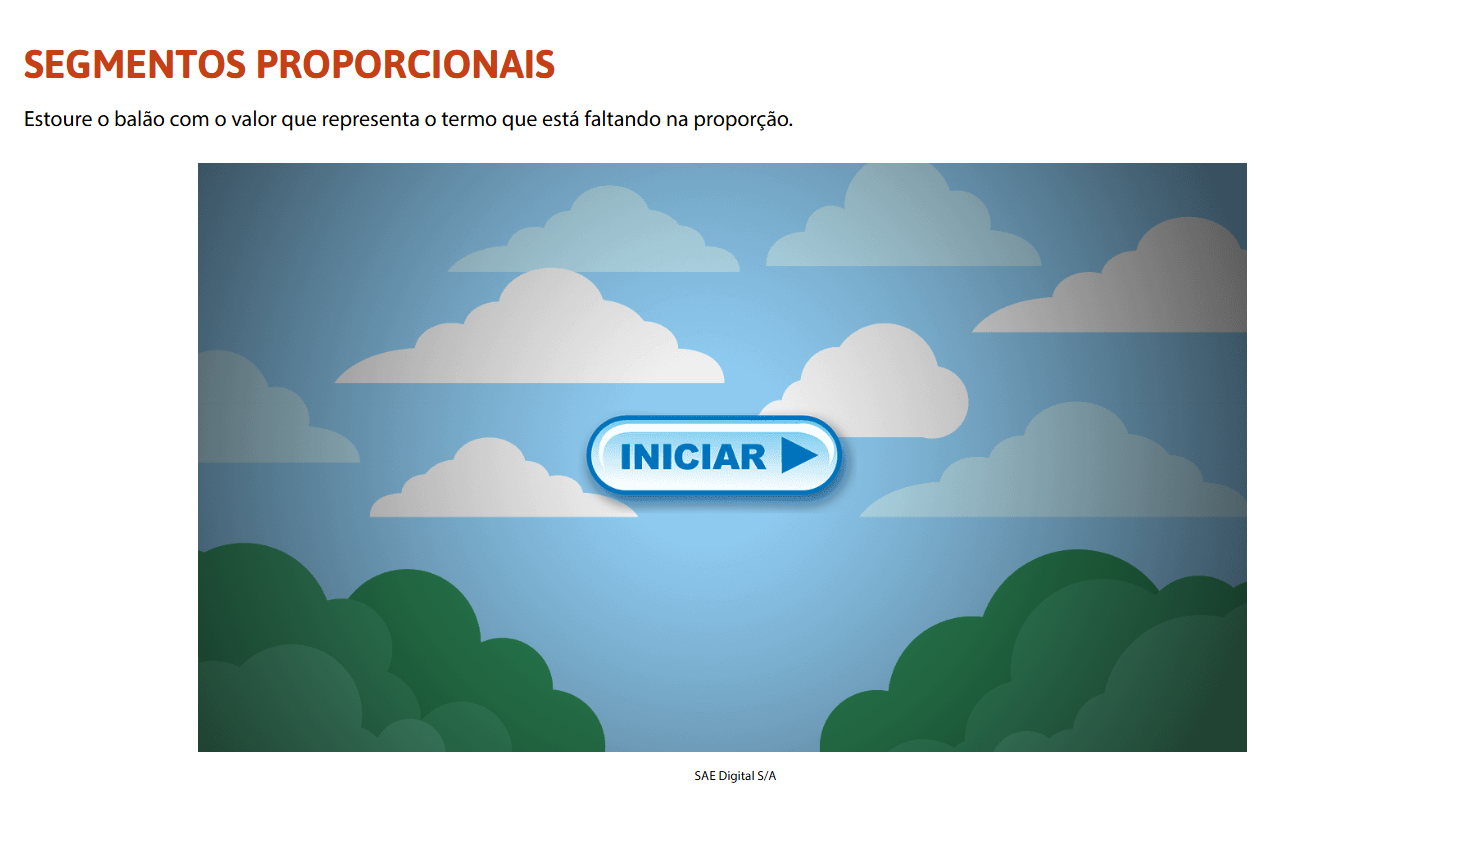 SEGMENTOS PROPORCIONAIS
Estoure o balão com o valor que representa o termo que está faltando na proporção.
INICIAR
SAE Digital S/A